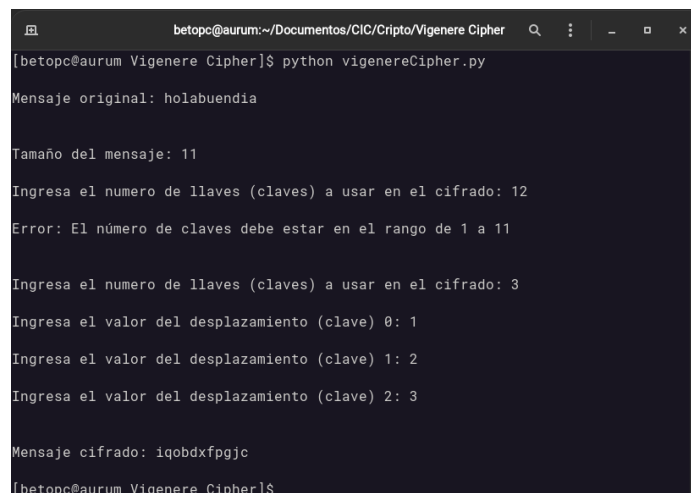 betopc@aurum:~/Documentos/CIC/Cripto/Vigenere Cipher
[betopc@aurum Vigenere Cipher]$ python vigenereCipher.py
Mensaje original: holabuendia
Tamaño del mensaje: 11
Ingresa el numero de llaves (claves) a usar en el cifrado: 12
Error: El número de claves debe estar en el rango de 1 a 11
Ingresa el numero de llaves (claves) a usar en el cifrado: 3
Ingresa el valor del desplazamiento (clave) 0: 1
Ingresa el valor del desplazamiento (clave) 1: 2
Ingresa el valor del desplazamiento (clave) 2: 3
Mensaje cifrado: iqobdxfpgjc
[betopc@aurum Vigenere Cipher]$